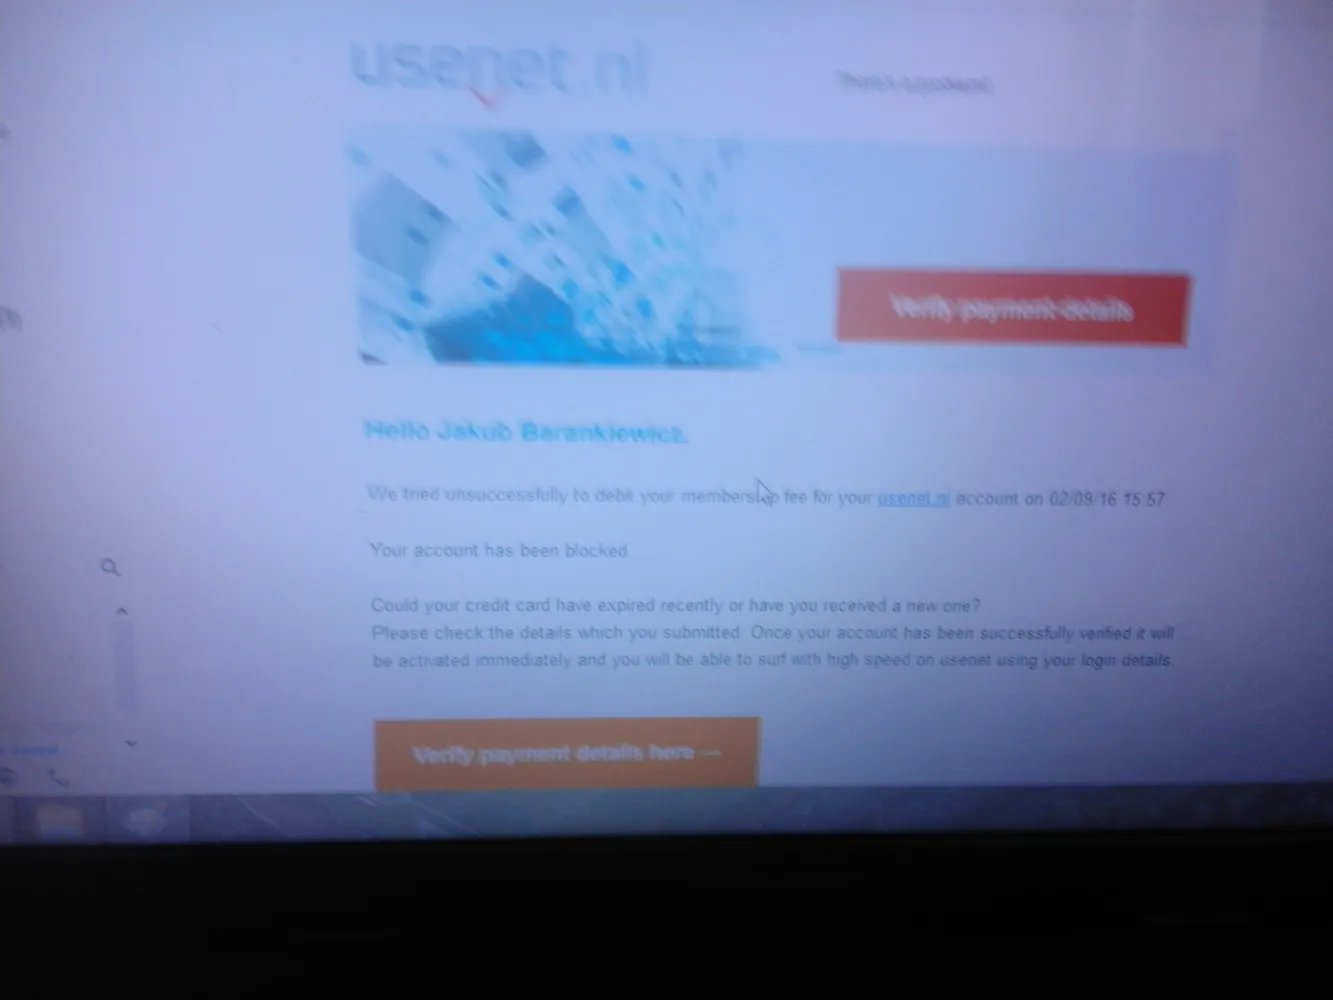 usenet.nl
Verify payment details
Hello Jakub Barankiewicz,
We tried unsuccessfully to debit your membership fee for your usenet.nl account on 02/09/16 15:57.
Your account has been blocked.
Could your credit card have expired recently or have you received a new one?
Please check the details which you submitted. Once your account has been successfully verified it will
be activated immediately and you will be able to surf with high speed on usenet using your login details.
Verify payment details here →